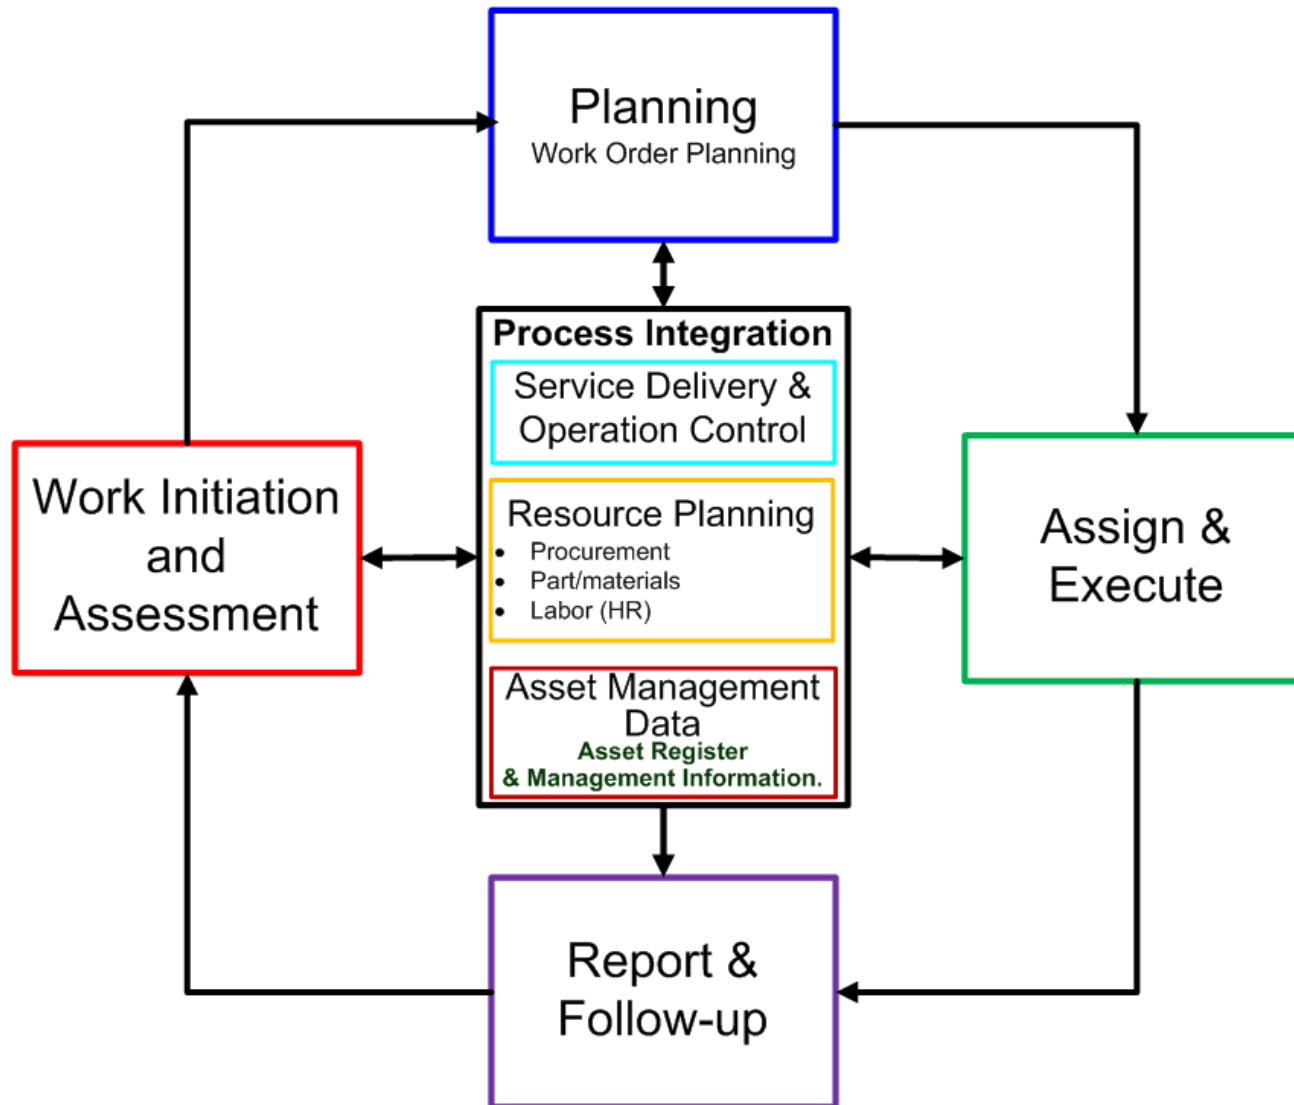 Planning
Work Order Planning
Process Integration
Service Delivery &
Operation Control
Work Initiation
and
Assessment
Resource Planning
• Procurement
• Part/materials
• Labor (HR)
Assign &
Execute
Asset Management
Data
Asset Register
& Management Information.
Report &
Follow-up